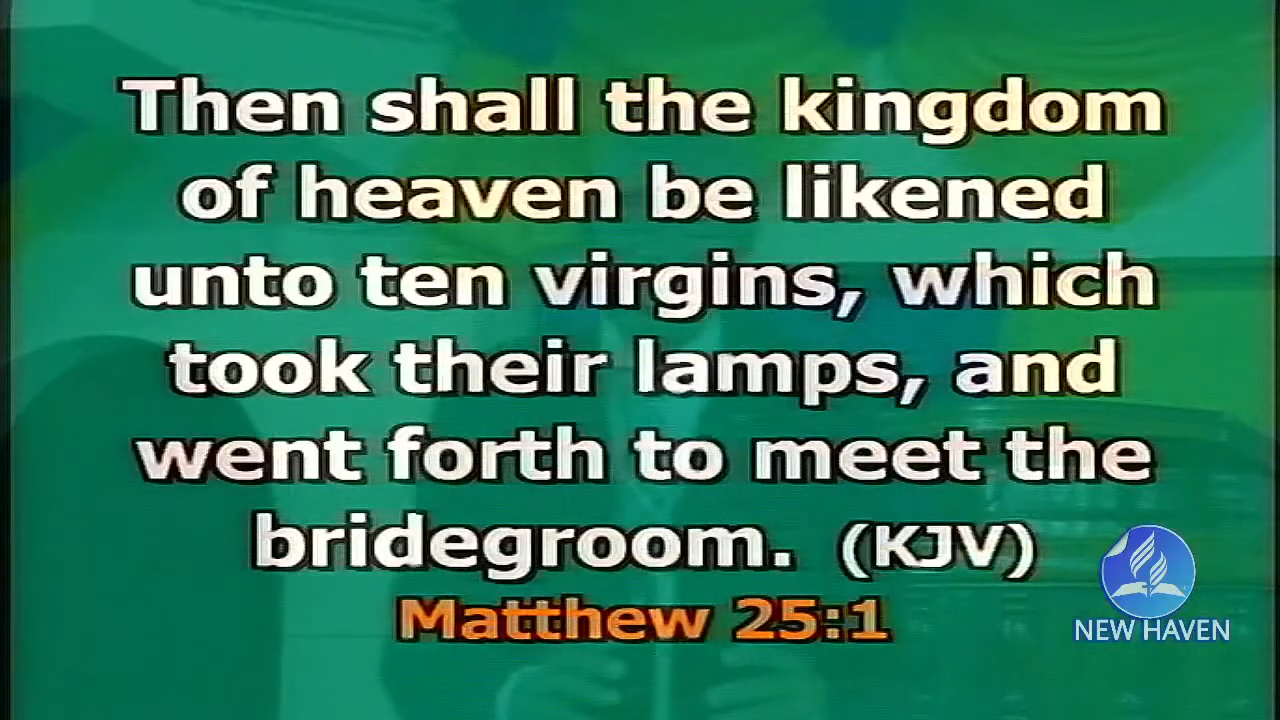 Then shall the kingdom
of heaven be likened
unto ten virgins, which
took their lamps, and
went forth to meet the
bridegroom. (KJV)
Matthew 25:1
NEW HAVEN